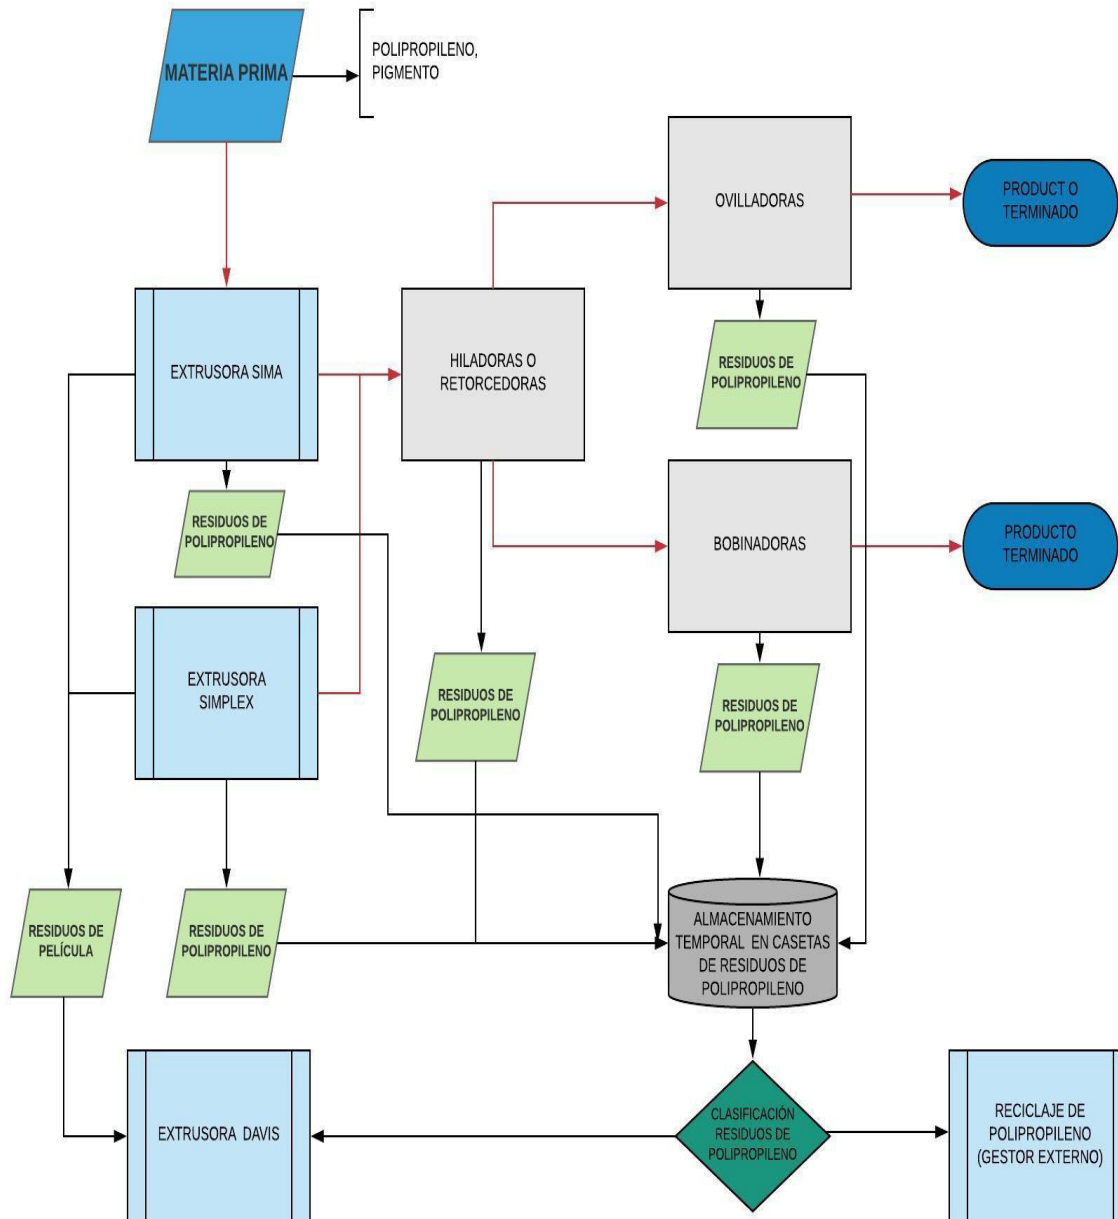 MATERIA PRIMA
POLIPROPILENO,
PIGMENTO
OVILLADORAS
PRODUCT O
TERMINADO
EXTRUSORA SIMA
HILADORAS O
RETORCEDORAS
RESIDUOS DE
POLIPROPILENO
RESIDUOS DE
POLIPROPILENO
BOBINADORAS
PRODUCTO
TERMINADO
EXTRUSORA
SIMPLEX
RESIDUOS DE
POLIPROPILENO
RESIDUOS DE
POLIPROPILENO
RESIDUOS DE
PELÍCULA
RESIDUOS DE
POLIPROPILENO
ALMACENAMIENTO
TEMPORAL EN CASETAS
DE RESIDUOS DE
POLIPROPILENO
EXTRUSORA DAVIS
CLASIFICACIÓN
RESIDUOS DE
POLIPROPILENO
RECICLAJE DE
POLIPROPILENO
(GESTOR EXTERNO)